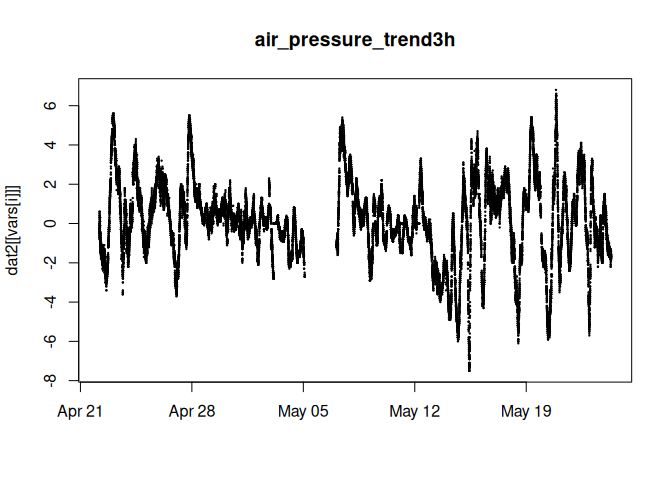 air_pressure_trend3h
dat2[[vars[i]]]
6
4
2
0
-2
-4
-6
-8
Apr 21
Apr 28
May 05
May 12
May 19